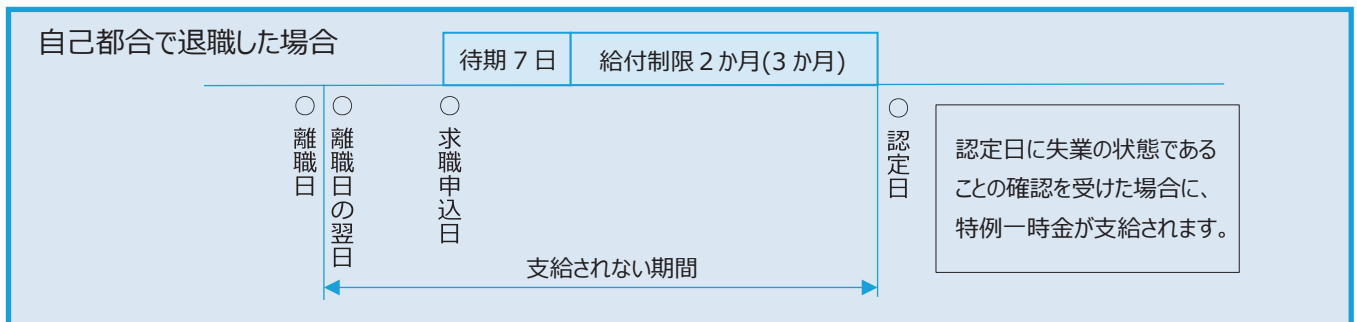 自己都合で退職した場合
待期７日
給付制限２か月(３か月)
○離職日
○離職日の翌日
○求職申込日
○認定日
認定日に失業の状態である
ことの確認を受けた場合に、
特例一時金が支給されます。
支給されない期間